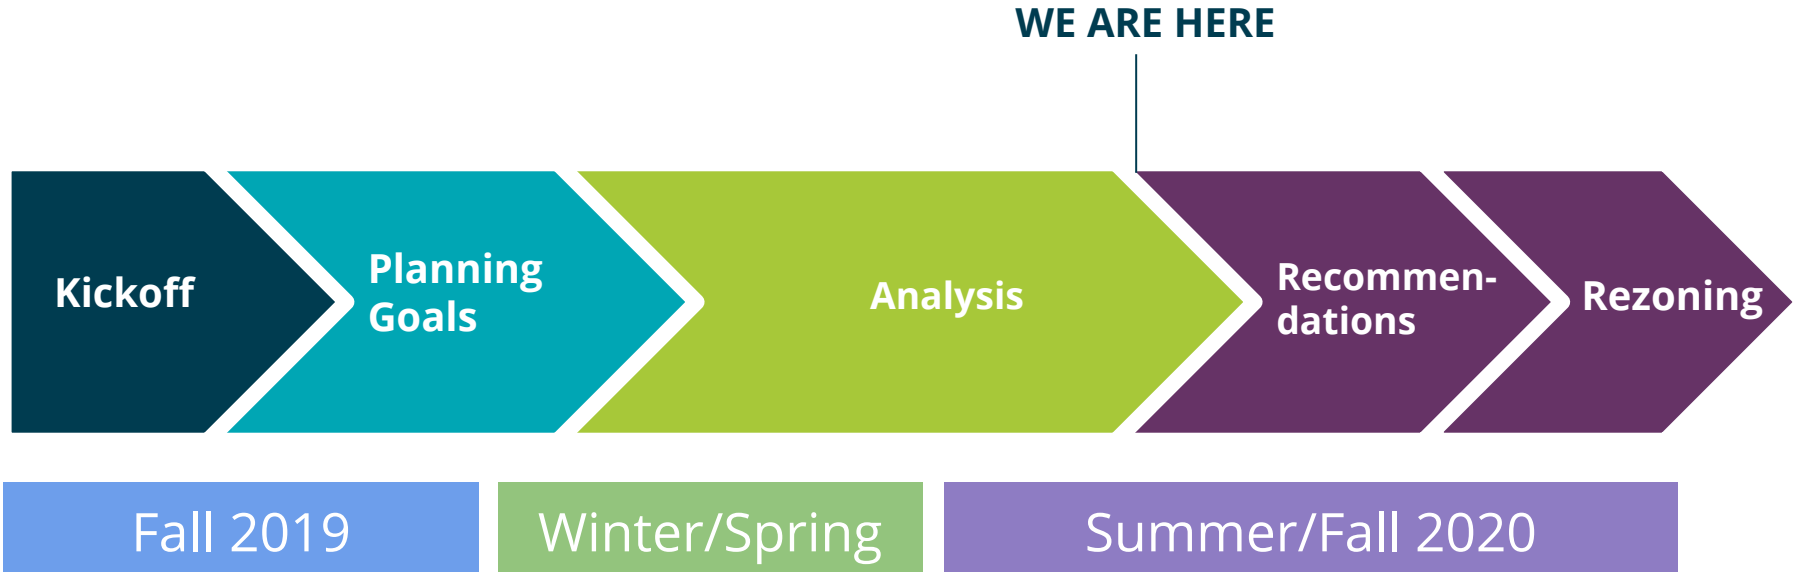 WE ARE HERE
Kickoff
Planning
Goals
Analysis
Recommen-
dations
Rezoning
Fall 2019
Winter/Spring
Summer/Fall 2020